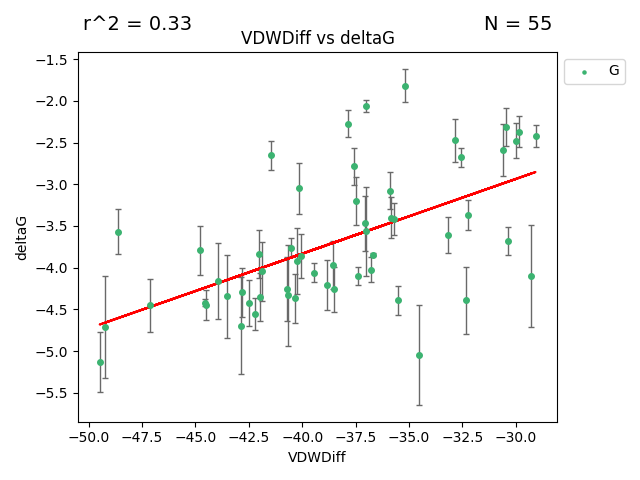 r^2 = 0.33
N = 55
VDWDiff vs deltaG
G
−1.5
−2.0
−2.5
−3.0
−3.5
−4.0
−4.5
−5.0
−5.5
deltaG
−50.0 −47.5 −45.0 −42.5 −40.0 −37.5 −35.0 −32.5 −30.0
VDWDiff